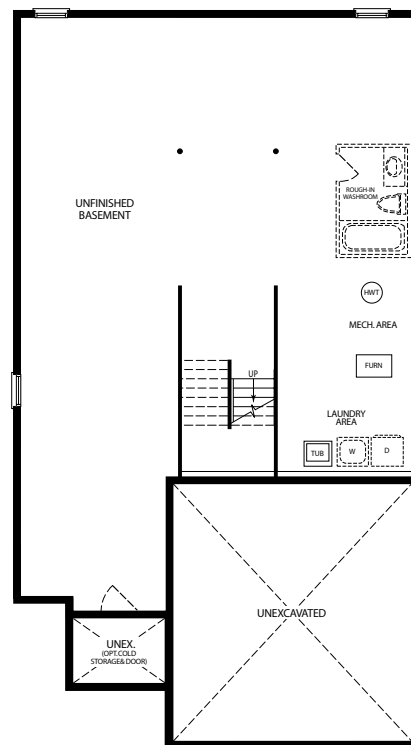 ROUGH-IN
WASHROOM
UNFINISHED
BASEMENT
HWT
MECH. AREA
FURN
UP
LAUNDRY
AREA
TUB
W
D
UNEXCAVATED
UNEX.
(OPT.COLD
STORAGE&DOOR)